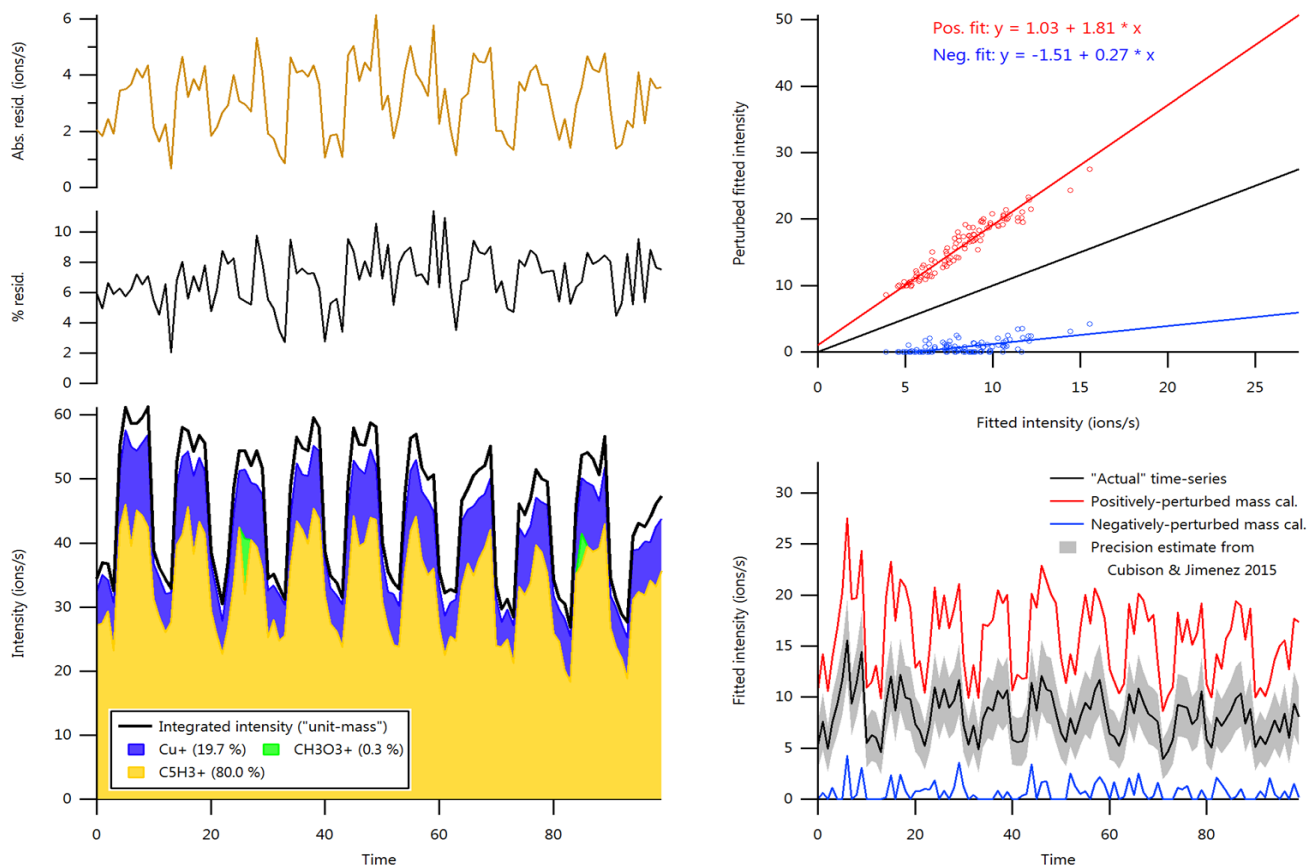 6
4
2
0
Abs. resid. (ions/s)
10
8
6
4
2
0
% resid.
60
50
40
30
20
10
0
Intensity (ions/s)
Integrated intensity ("unit-mass")
Cu+ (19.7 %)
CH3O3+ (0.3 %)
C5H3+ (80.0 %)
0
20
40
60
80
Time
50
40
30
20
10
0
Perturbed fitted intensity
Pos. fit: y = 1.03 + 1.81 * x
Neg. fit: y = -1.51 + 0.27 * x
0
5
10
15
20
25
Fitted intensity (ions/s)
30
25
20
15
10
5
0
Fitted intensity (ions/s)
"Actual" time-series
Positively-perturbed mass cal.
Negatively-perturbed mass cal.
Precision estimate from
Cubison & Jimenez 2015
0
20
40
60
80
Time